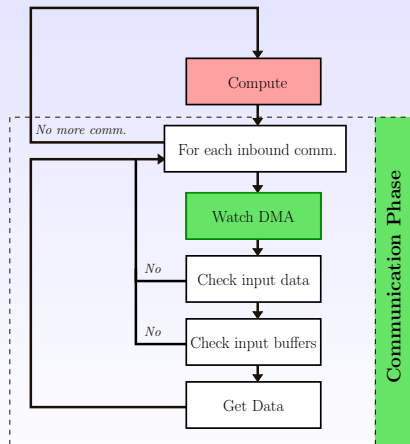 Compute
No more comm.
For each inbound comm.
Watch DMA
No
Check input data
No
Check input buffers
Get Data
Communication Phase